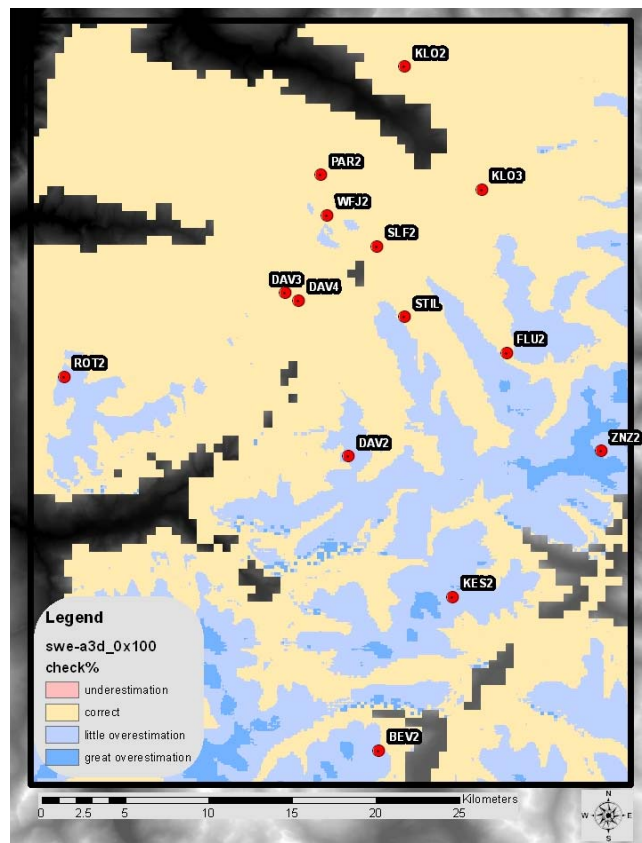 KLO2
PAR2
KLO3
WFJ2
SLF2
DAV3
DAV4
STIL
FLU2
ROT2
ZNZ2
DAV2
KES2
BEV2
Legend
swe-a3d_0x100
check%
underestimation
correct
little overestimation
great overestimation
Kilometers
0 2.5 5 10 15 20 25
N
W E
S